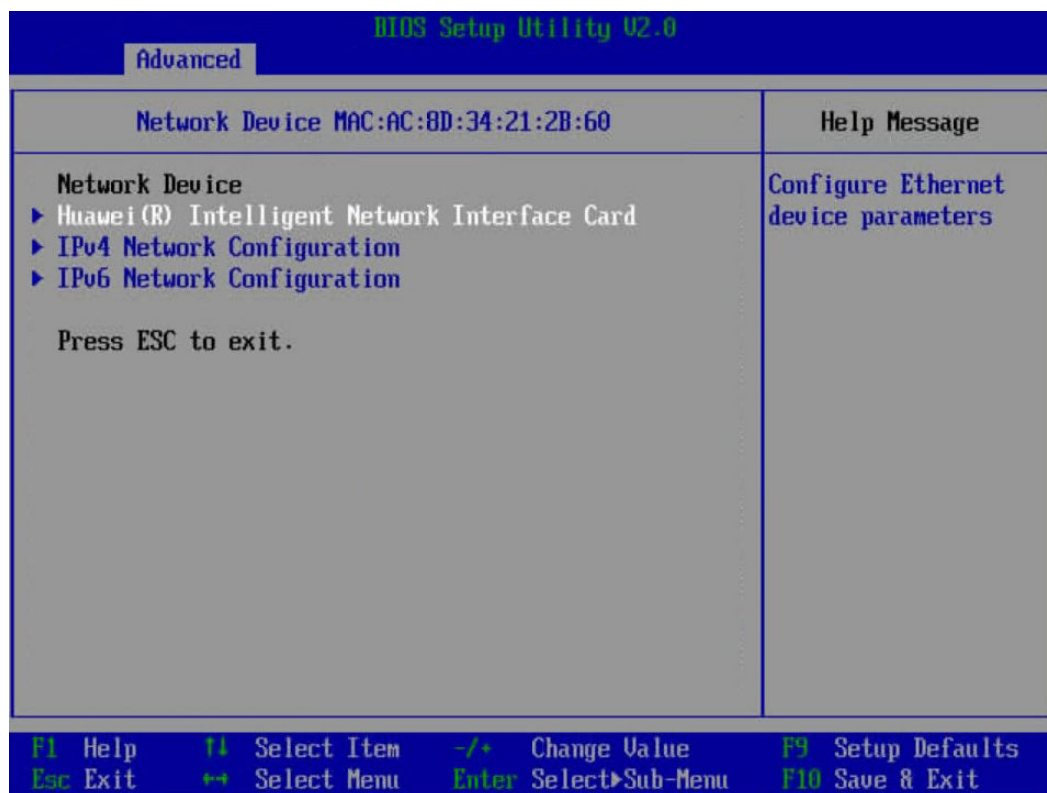 BIOS Setup Utility V2.0
Advanced
Network Device MAC:AC:8D:34:21:2B:60
Help Message
Network Device
Huawei(R) Intelligent Network Interface Card
IPv4 Network Configuration
IPv6 Network Configuration
Press ESC to exit.
Configure Ethernet
device parameters
F1 Help ↑↓ Select Item -/+ Change Value F9 Setup Defaults
Esc Exit ←→ Select Menu Enter Select▶Sub-Menu F10 Save & Exit